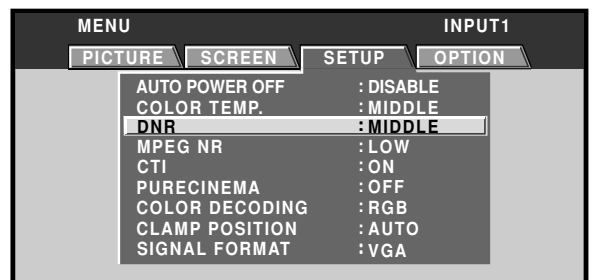 MENU INPUT1
PICTURE SCREEN SETUP OPTION
AUTO POWER OFF : DISABLE
COLOR TEMP. : MIDDLE
DNR : MIDDLE
MPEG NR : LOW
CTI : ON
PURECINEMA : OFF
COLOR DECODING : RGB
CLAMP POSITION : AUTO
SIGNAL FORMAT : VGA